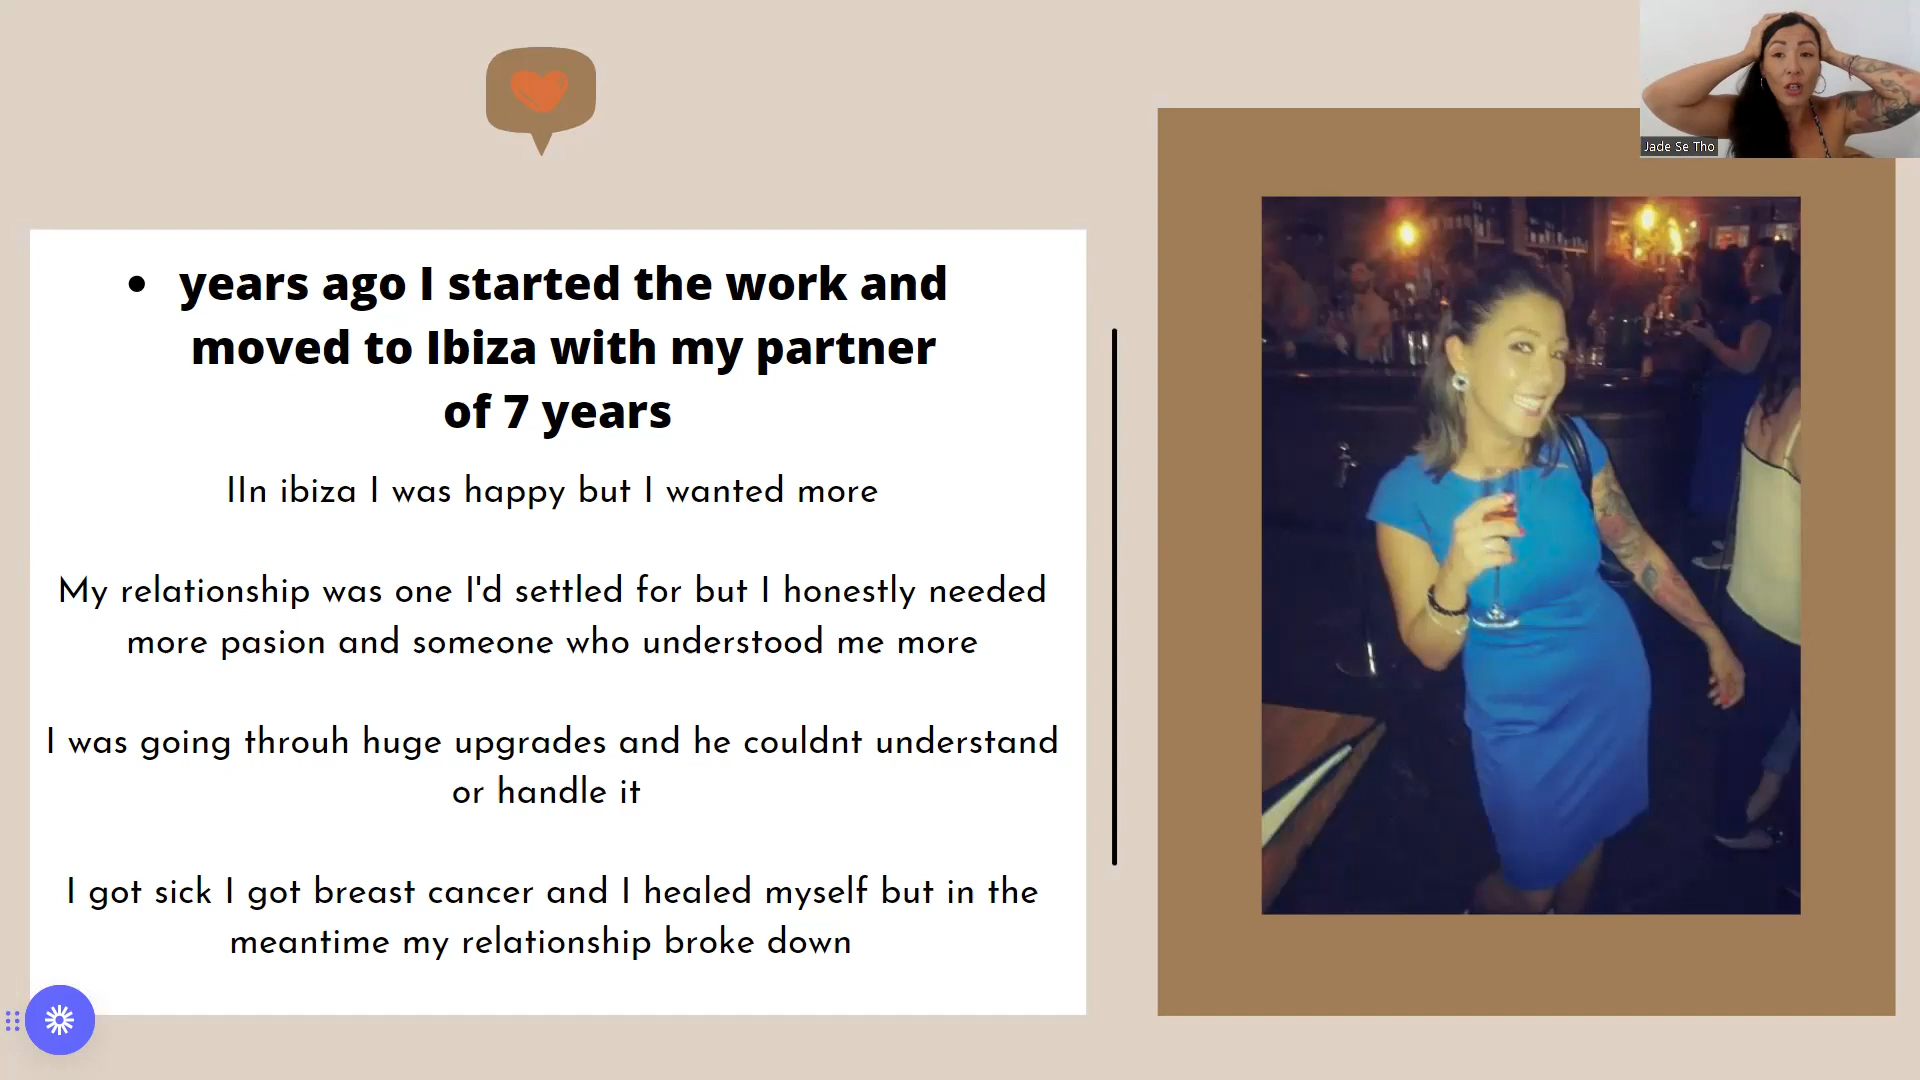 Jade Se Tho
• years ago I started the work and
moved to Ibiza with my partner
of 7 years
IIn ibiza I was happy but I wanted more
My relationship was one I'd settled for but I honestly needed
more pasion and someone who understood me more
I was going throuh huge upgrades and he couldnt understand
or handle it
I got sick I got breast cancer and I healed myself but in the
meantime my relationship broke down